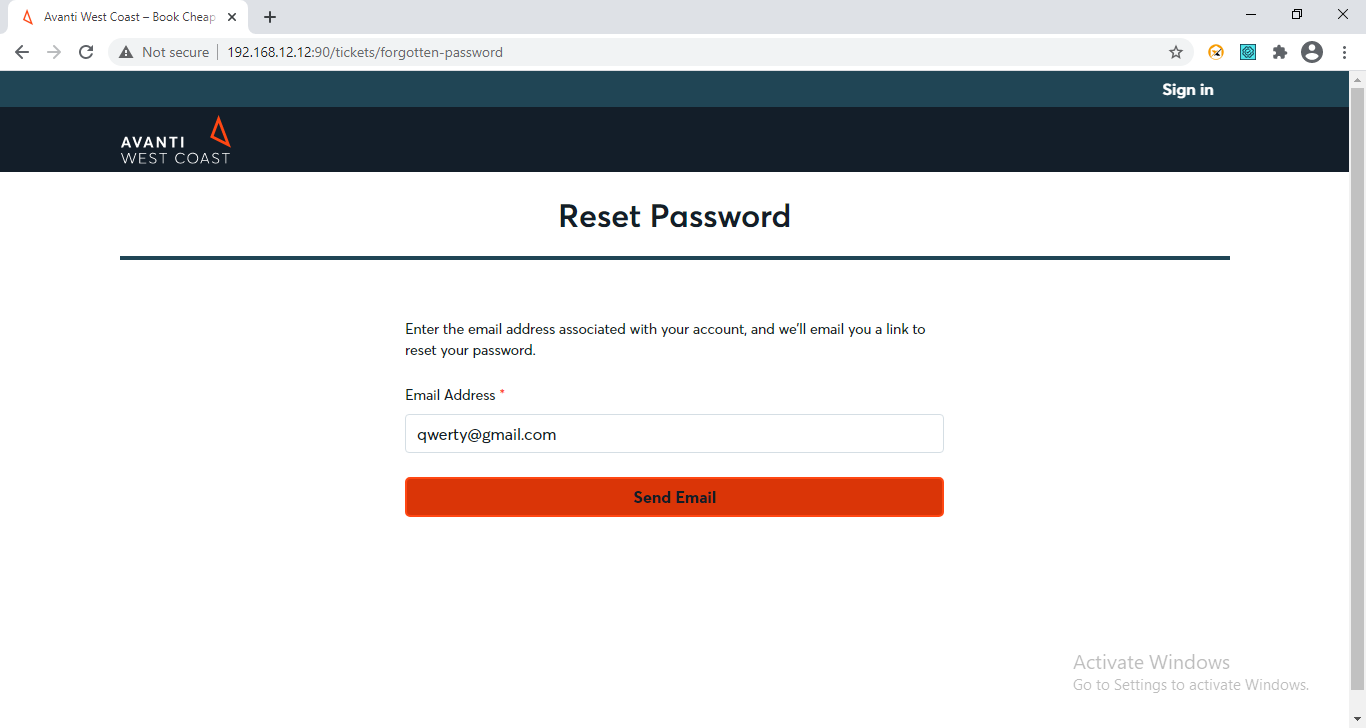 Avanti West Coast – Book Cheap
Not secure
192.168.12.12:90/tickets/forgotten-password
Sign in
AVANTI
WEST COAST
Reset Password
Enter the email address associated with your account, and we'll email you a link to
reset your password.
Email Address *
qwerty@gmail.com
Send Email
Activate Windows
Go to Settings to activate Windows.